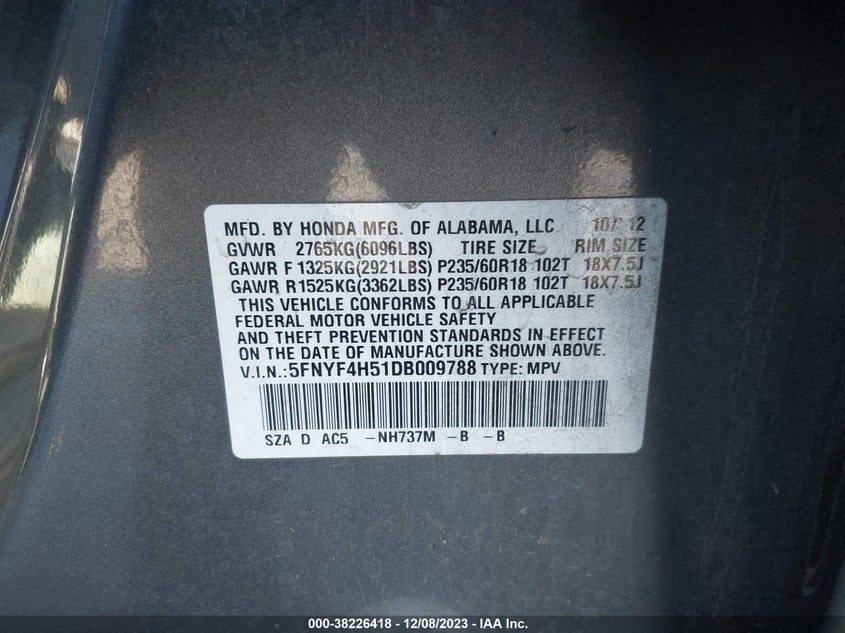 MFD. BY HONDA MFG. OF ALABAMA, LLC 10/12
GVWR 2765KG(6096LBS) TIRE SIZE RIM SIZE
GAWR F 1325KG(2921LBS) P235/60R18 102T 18X7.5J
GAWR R1525KG(3362LBS) P235/60R18 102T 18X7.5J
THIS VEHICLE CONFORMS TO ALL APPLICABLE
FEDERAL MOTOR VEHICLE SAFETY
AND THEFT PREVENTION STANDARDS IN EFFECT
ON THE DATE OF MANUFACTURE SHOWN ABOVE.
V.I.N.:5FNYF4H51DB009788 TYPE: MPV
SZA D AC5 -NH737M -B -B
000-38226418 - 12/08/2023 - IAA Inc.